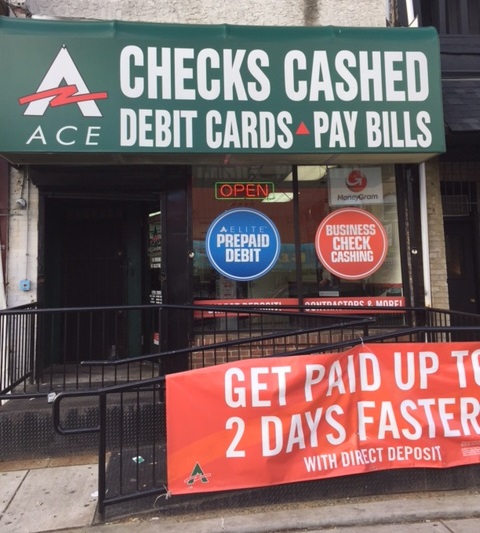 CHECKS CASHED
ACE
DEBIT CARDS PAY BILLS
OPEN
MoneyGram
ELITE
PREPAID
DEBIT
BUSINESS
CHECK
CASHING
CONTRACTORS & MORE!
GET PAID UP TO
2 DAYS FASTER
WITH DIRECT DEPOSIT